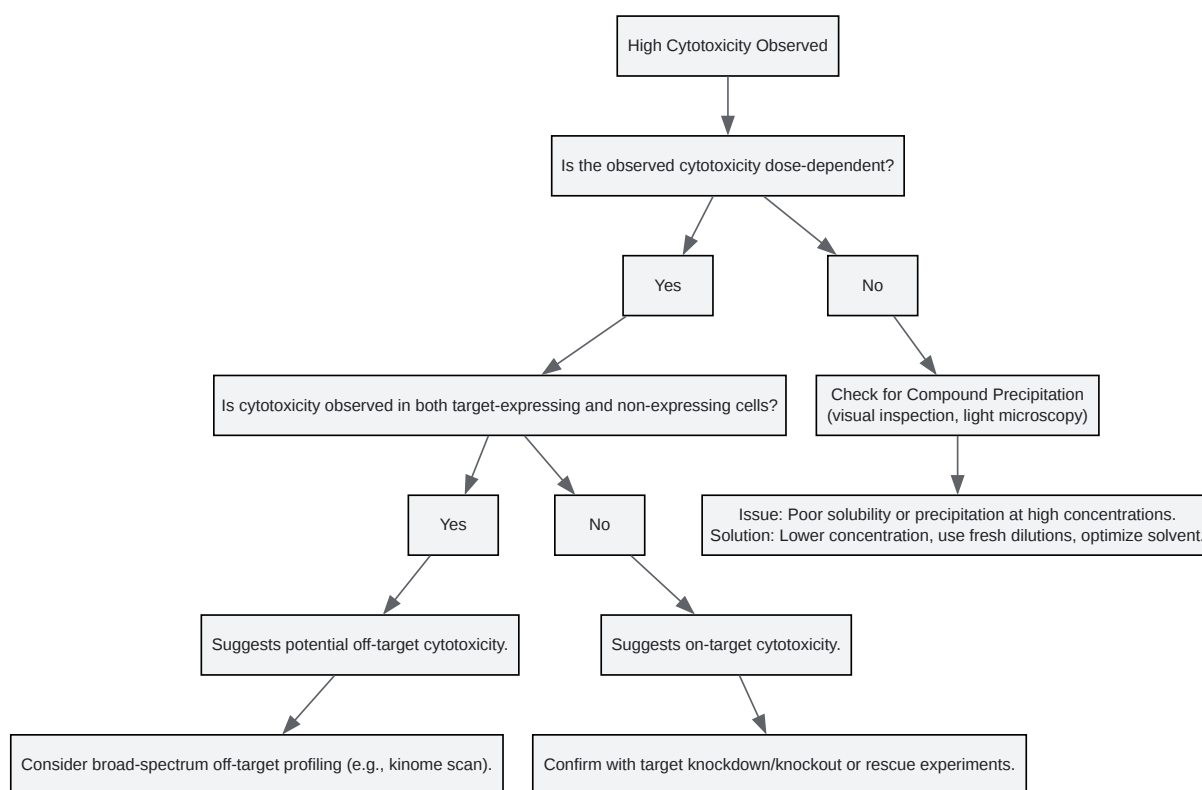 High Cytotoxicity Observed
Is the observed cytotoxicity dose-dependent?
Yes
No
Is cytotoxicity observed in both target-expressing and non-expressing cells?
Check for Compound Precipitation
(visual inspection, light microscopy)
Yes
No
Issue: Poor solubility or precipitation at high concentrations.
Solution: Lower concentration, use fresh dilutions, optimize solvent.
Suggests potential off-target cytotoxicity.
Suggests on-target cytotoxicity.
Consider broad-spectrum off-target profiling (e.g., kinome scan).
Confirm with target knockdown/knockout or rescue experiments.